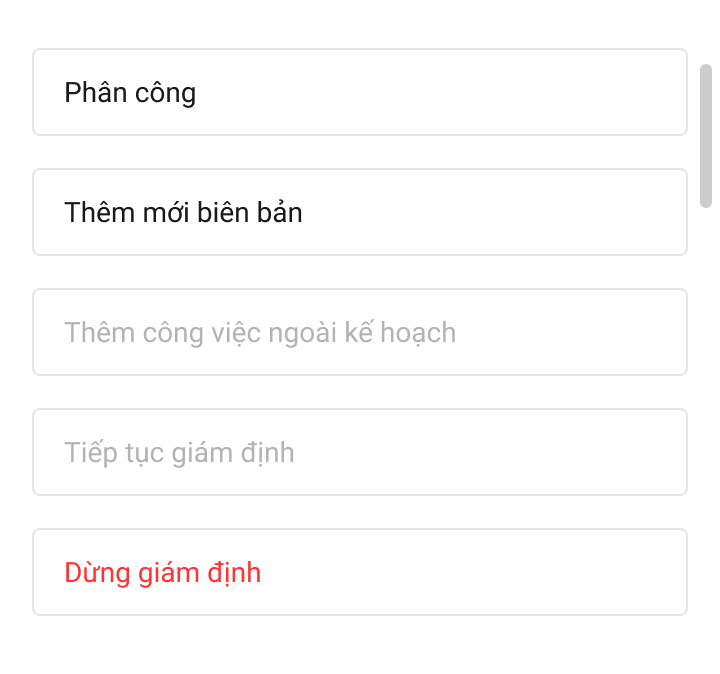 Phân công
Thêm mới biên bản
Thêm công việc ngoài kế hoạch
Tiếp tục giám định
Dừng giám định